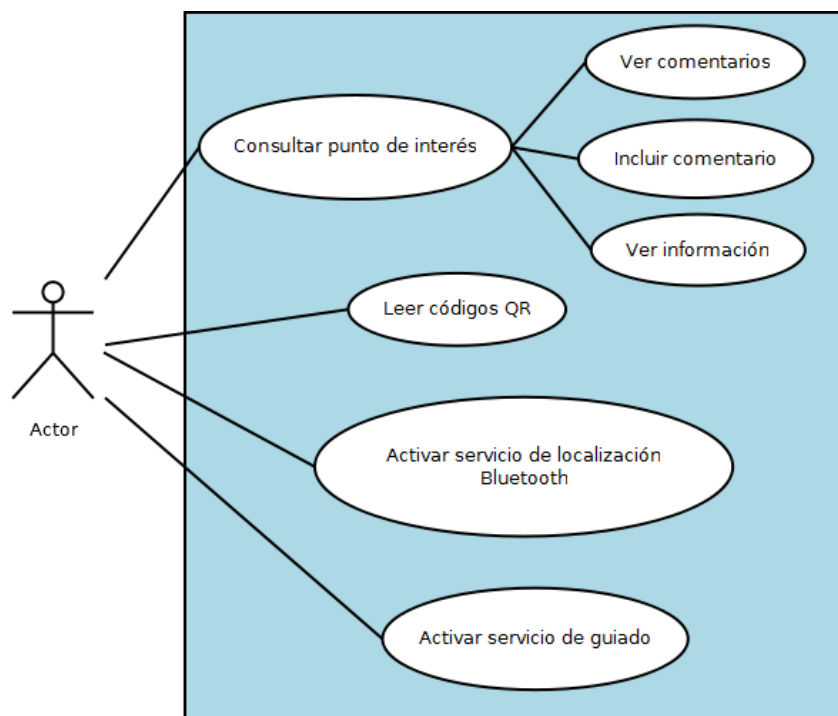 Ver comentarios
Consultar punto de interés
Incluir comentario
Ver información
Leer códigos QR
Actor
Activar servicio de localización
Bluetooth
Activar servicio de guiado